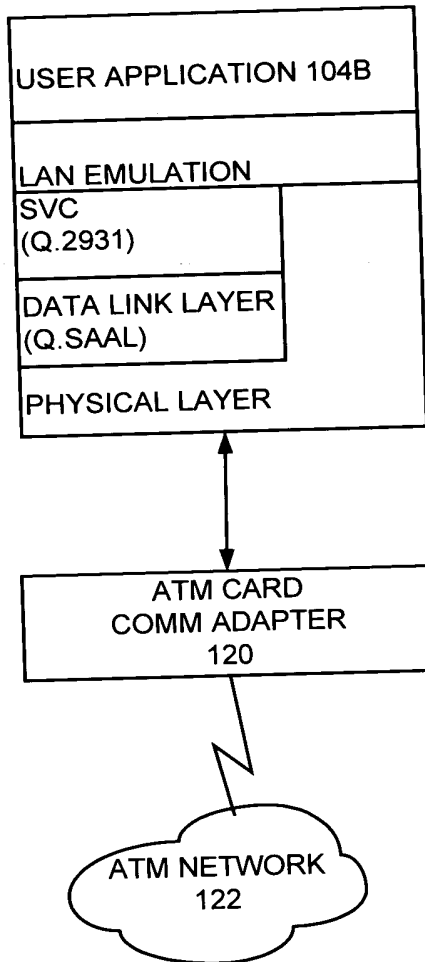 USER APPLICATION 104B
LAN EMULATION
SVC
(Q.2931)
DATA LINK LAYER
(Q.SAAL)
PHYSICAL LAYER
ATM CARD
COMM ADAPTER
120
ATM NETWORK
122